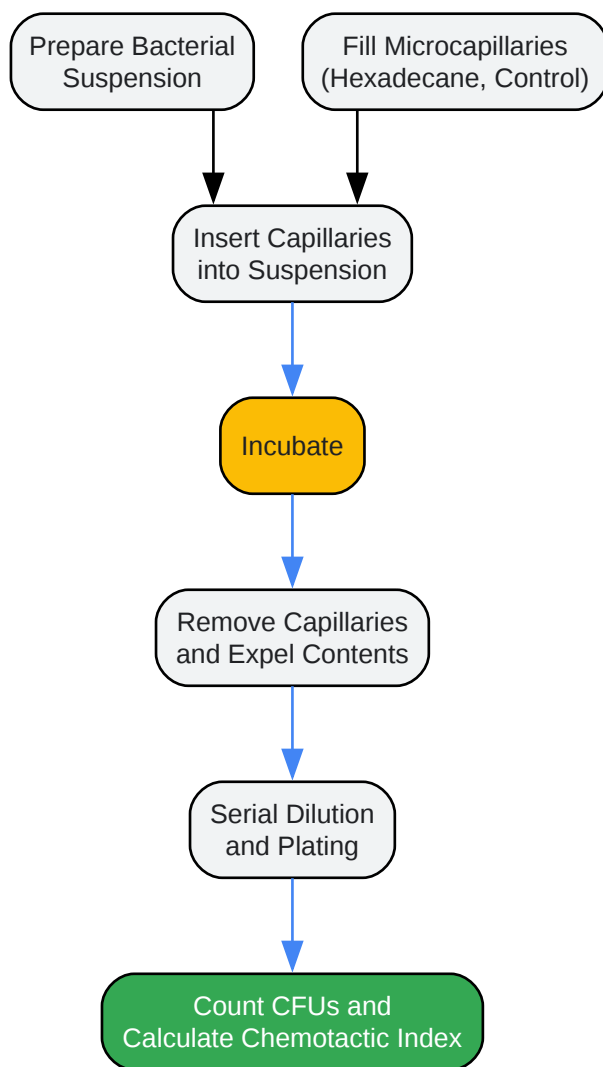 Prepare Bacterial
Suspension
Fill Microcapillaries
(Hexadecane, Control)
Insert Capillaries
into Suspension
Incubate
Remove Capillaries
and Expel Contents
Serial Dilution
and Plating
Count CFUs and
Calculate Chemotactic Index